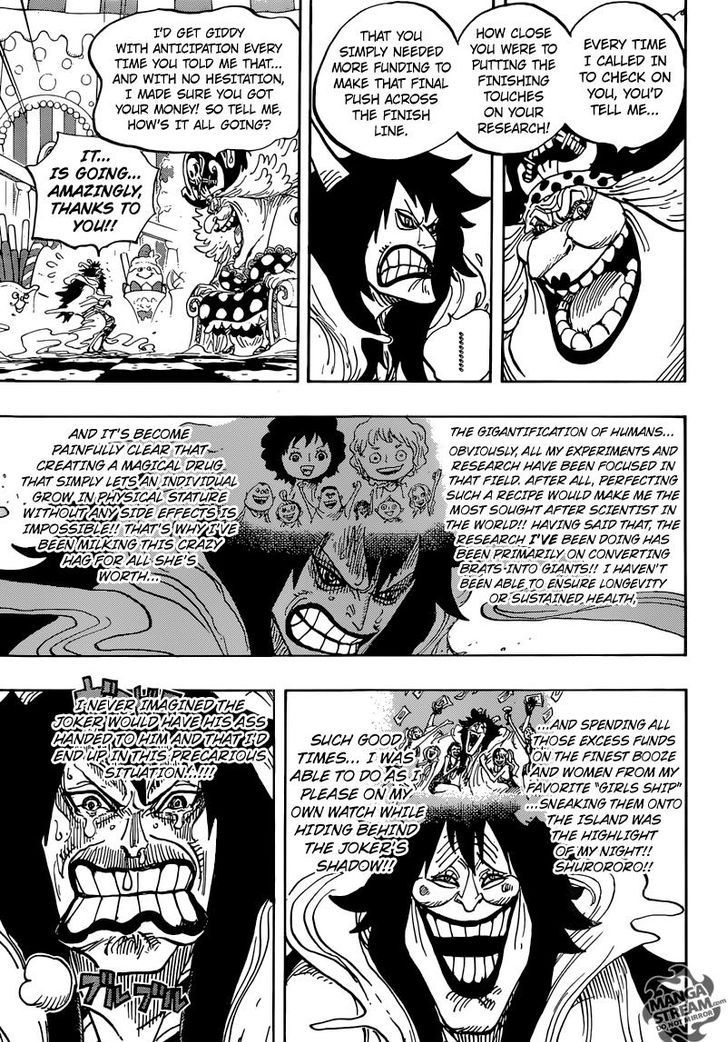 EVERY TIME
I CALLED IN
TO CHECK ON
YOU, YOU'D
TELL ME...
HOW CLOSE
YOU WERE TO
PUTTING THE
FINISHING
TOUCHES
ON YOUR
RESEARCH!
THAT YOU
SIMPLY NEEDED
MORE FUNDING TO
MAKE THAT FINAL
PUSH ACROSS
THE FINISH
LINE.
I'D GET GIDDY
WITH ANTICIPATION EVERY
TIME YOU TOLD ME THAT...
...AND WITH NO HESITATION,
I MADE SURE YOU GOT
YOUR MONEY! SO TELL ME,
HOW'S IT ALL GOING?
IT...
IS GOING...
AMAZINGLY,
THANKS TO
YOU!!
THE GIGANTIFICATION OF HUMANS...
OBVIOUSLY, ALL MY EXPERIMENTS AND
RESEARCH HAVE BEEN FOCUSED IN
THAT FIELD. AFTER ALL, PERFECTING
SUCH A RECIPE WOULD MAKE ME THE
MOST SOUGHT AFTER SCIENTIST IN
THE WORLD!! HAVING SAID THAT, THE
RESEARCH I'VE BEEN DOING HAS
BEEN PRIMARILY ON CONVERTING
BRATS INTO GIANTS!! I HAVEN'T
BEEN ABLE TO ENSURE LONGEVITY
OR SUSTAINED HEALTH,
AND IT'S BECOME
PAINFULLY CLEAR THAT
CREATING A MAGICAL DRUG
THAT SIMPLY LETS AN INDIVIDUAL
GROW IN PHYSICAL STATURE
WITHOUT ANY SIDE EFFECTS IS
IMPOSSIBLE!! THAT'S WHY I'VE
BEEN MILKING THIS CRAZY
HAG FOR ALL SHE'S
WORTH...
...AND SPENDING ALL
THOSE EXCESS FUNDS
ON THE FINEST BOOZE
AND WOMEN FROM MY
FAVORITE "GIRLS SHIP"
...SNEAKING THEM ONTO
THE ISLAND WAS
THE HIGHLIGHT
OF MY NIGHT!!
SHURORORO!!
SUCH GOOD
TIMES... I WAS
ABLE TO DO AS I
PLEASE ON MY
OWN WATCH WHILE
HIDING BEHIND
THE JOKER'S
SHADOW!!
I NEVER IMAGINED THE
JOKER WOULD HAVE HIS ASS
HANDED TO HIM AND THAT I'D
END UP IN THIS PRECARIOUS
SITUATION...!!!
ブルブル
MANGA
STREAM.com
DO NOT MIRROR